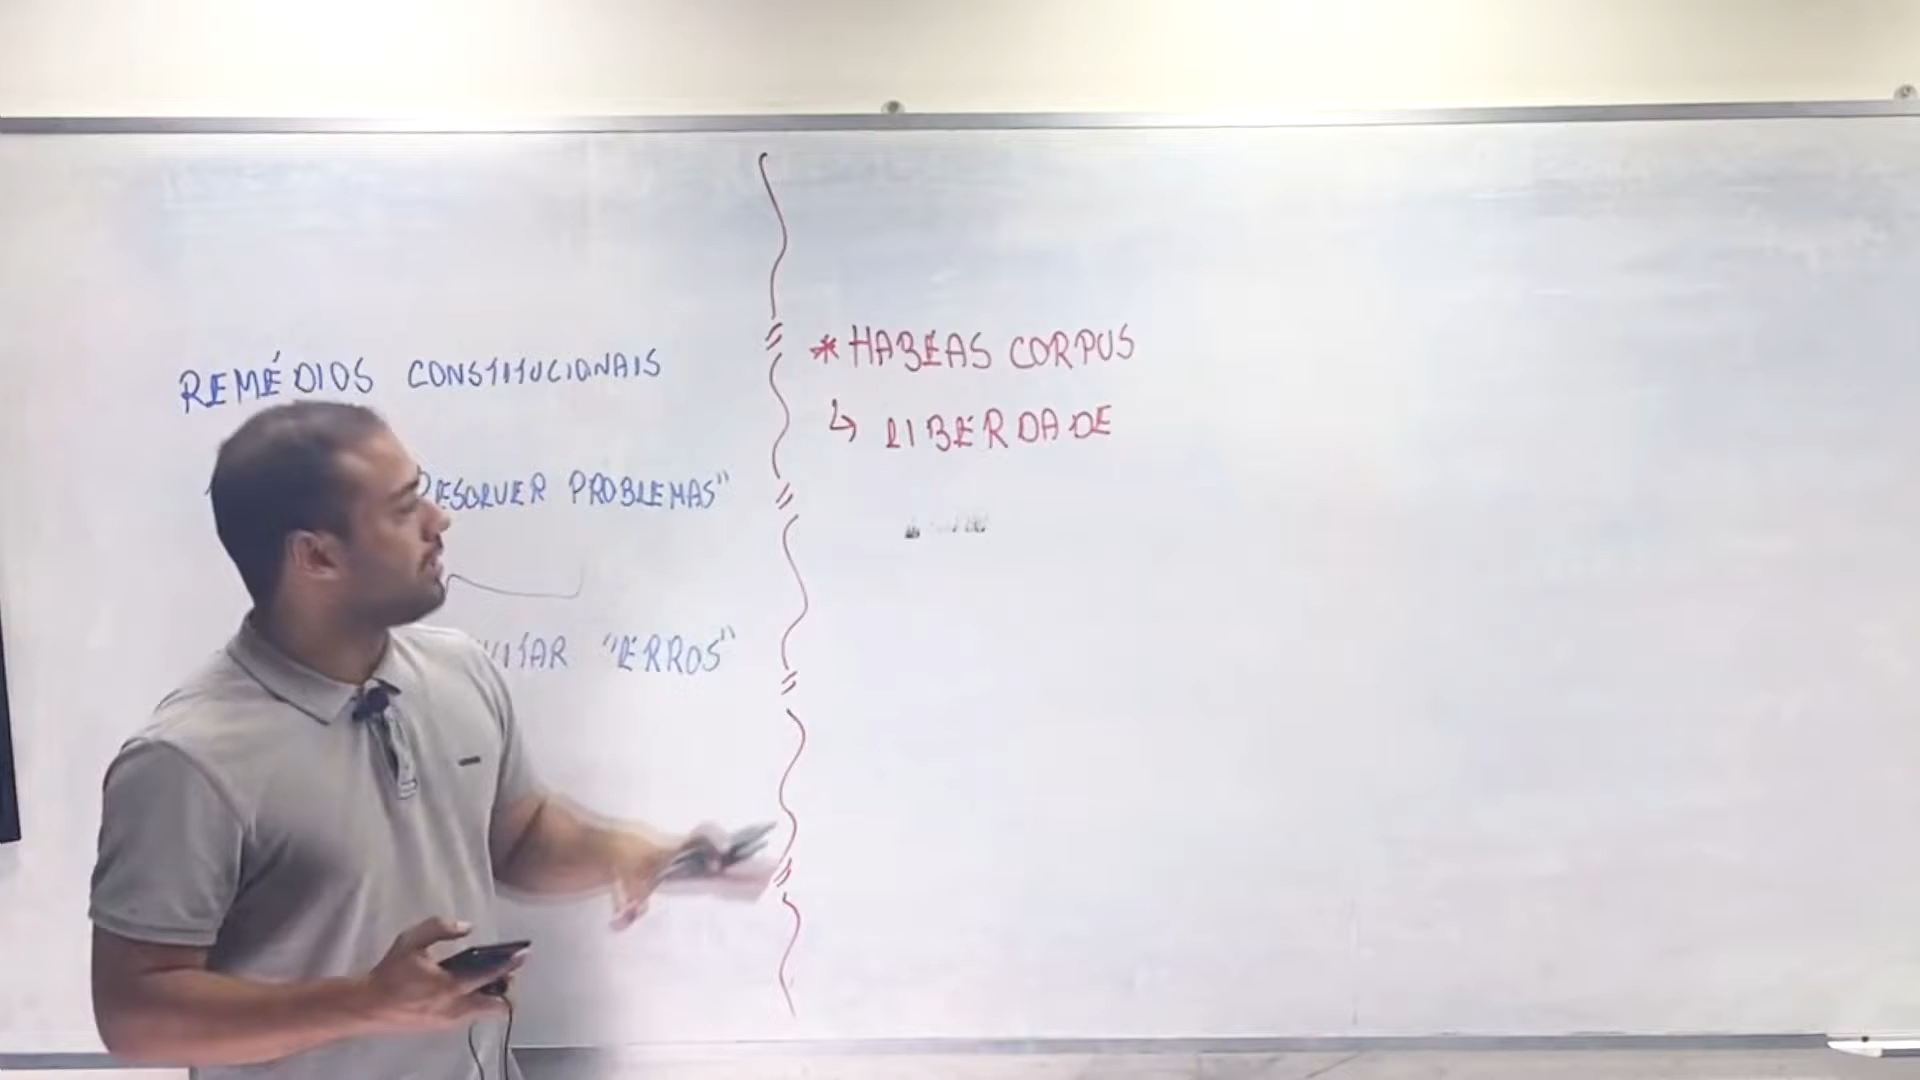 REMÉDIOS CONSTITUCIONAIS
RESOLVER PROBLEMAS"
"ERROS"
* HABEAS CORPUS
↳ LIBERDADE